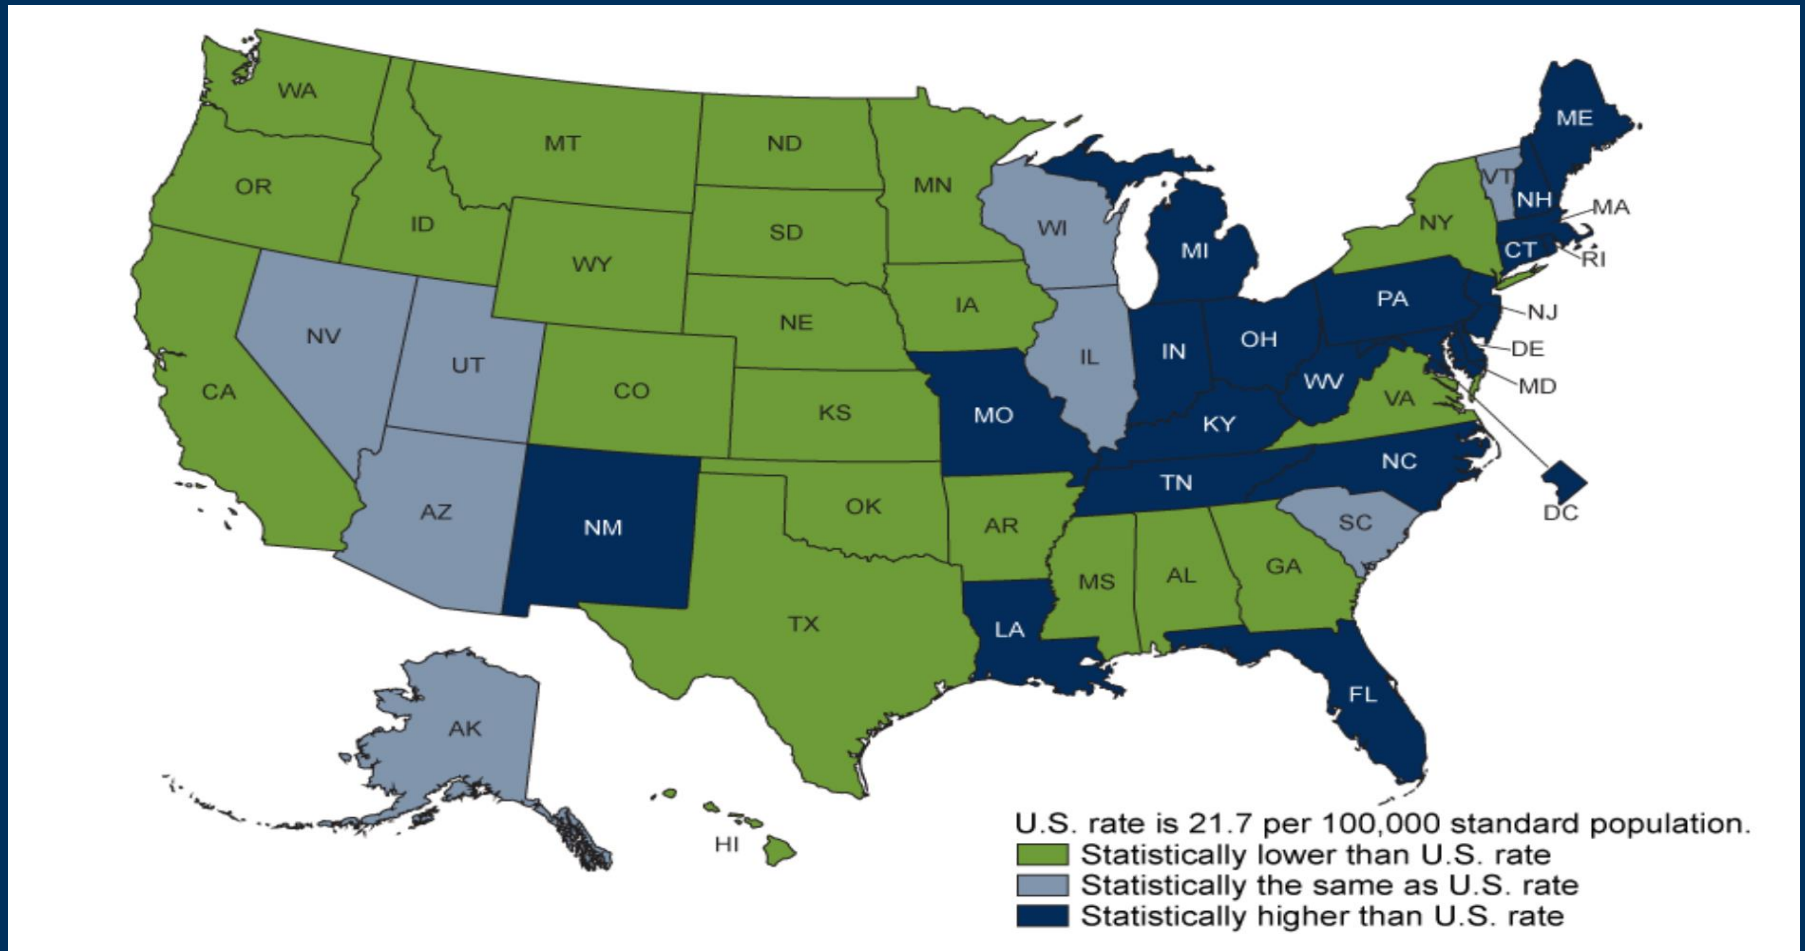 WA
MT
ND
MN
ME
OR
ID
WY
SD
WI
MI
NY
VT
NH
MA
CT
RI
NV
UT
CA
CO
NE
IA
KS
IL
IN
OH
PA
NJ
DE
MD
WV
VA
MO
KY
AZ
NM
OK
AR
TN
NC
SC
DC
TX
LA
MS
AL
GA
FL
AK
HI
U.S. rate is 21.7 per 100,000 standard population.
Statistically lower than U.S. rate
Statistically the same as U.S. rate
Statistically higher than U.S. rate